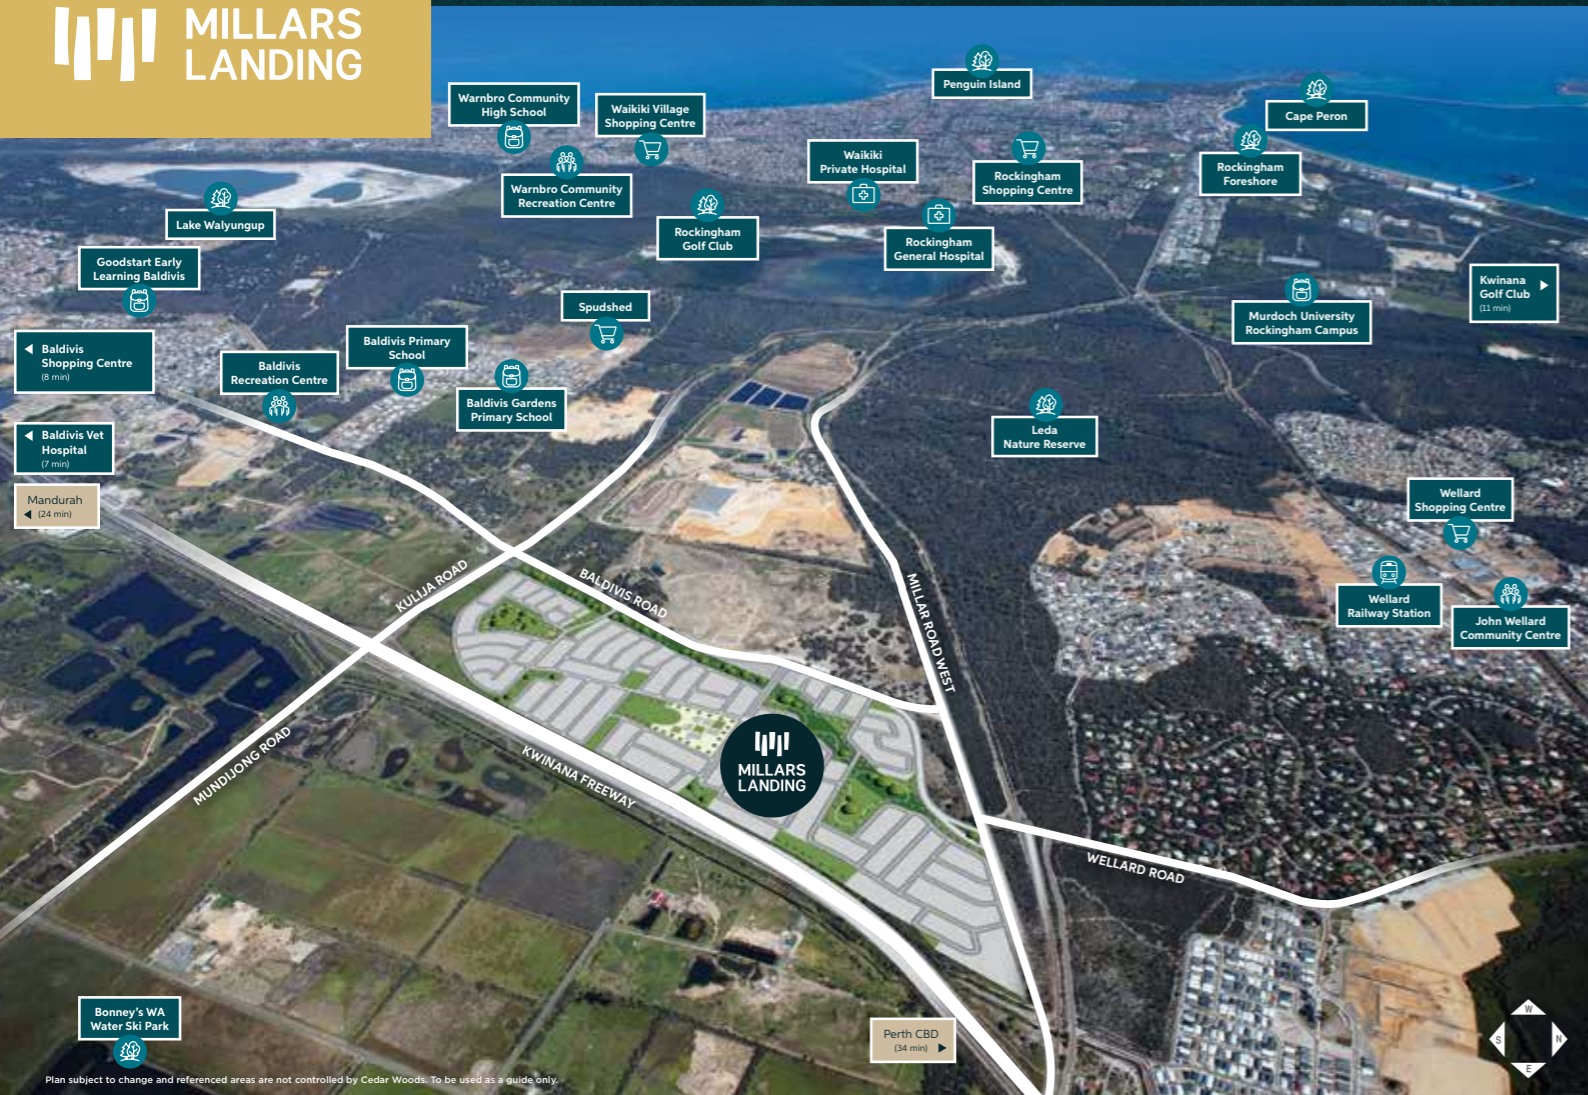 MILLARS
LANDING
Warnbro Community
High School
Waikiki Village
Shopping Centre
Penguin Island
Cape Peron
Warnbro Community
Recreation Centre
Waikiki
Private Hospital
Rockingham
Shopping Centre
Rockingham
Foreshore
Lake Walyungup
Rockingham
Golf Club
Rockingham
General Hospital
Goodstart Early
Learning Baldivis
Kwinana
Golf Club
(11 min)
Spudshed
Murdoch University
Rockingham Campus
Baldivis
Shopping Centre
(8 min)
Baldivis
Recreation Centre
Baldivis Primary
School
Baldivis Gardens
Primary School
Leda
Nature Reserve
Baldivis Vet
Hospital
(7 min)
Mandurah
(24 min)
Wellard
Shopping Centre
Wellard
Railway Station
John Wellard
Community Centre
KULIJA ROAD
BALDIVIS ROAD
MILLAR ROAD WEST
MUNDIJONG ROAD
KWINANA FREEWAY
MILLARS
LANDING
WELLARD ROAD
Bonney's WA
Water Ski Park
Perth CBD
(34 min)
W
S
N
E
Plan subject to change and referenced areas are not controlled by Cedar Woods. To be used as a guide only.